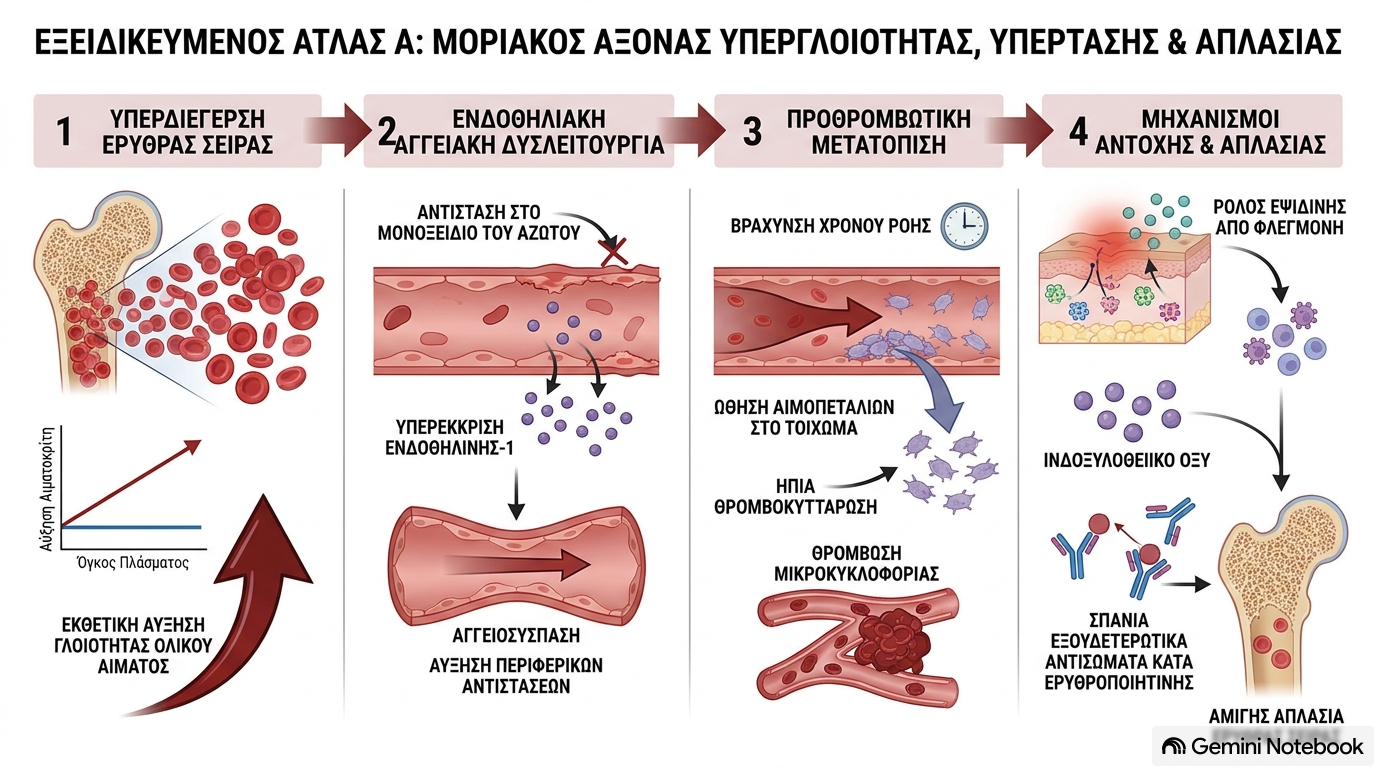 ΕΞΕΙΔΙΚΕΥΜΕΝΟΣ ΑΤΛΑΣ Α: ΜΟΡΙΑΚΟΣ ΑΞΟΝΑΣ ΥΠΕΡΓΛΟΙΟΤΗΤΑΣ, ΥΠΕΡΤΑΣΗΣ & ΑΠΛΑΣΙΑΣ
1 ΥΠΕΡΔΙΕΓΕΡΣΗ
ΕΡΥΘΡΑΣ ΣΕΙΡΑΣ
Αύξηση Αιματοκρίτη
Όγκος Πλάσματος
ΕΚΘΕΤΙΚΗ ΑΥΞΗΣΗ
ΓΛΟΙΟΤΗΤΑΣ ΟΛΙΚΟΥ
ΑΙΜΑΤΟΣ
2 ΕΝΔΟΘΗΛΙΑΚΗ
ΑΓΓΕΙΑΚΗ ΔΥΣΛΕΙΤΟΥΡΓΙΑ
ΑΝΤΙΣΤΑΣΗ ΣΤΟ
ΜΟΝΟΞΕΙΔΙΟ ΤΟΥ ΑΖΩΤΟΥ
ΥΠΕΡΕΚΚΡΙΣΗ
ΕΝΔΟΘΗΛΙΝΗΣ-1
ΑΓΓΕΙΟΣΥΣΠΑΣΗ
ΑΥΞΗΣΗ ΠΕΡΙΦΕΡΙΚΩΝ
ΑΝΤΙΣΤΑΣΕΩΝ
3 ΠΡΟΘΡΟΜΒΩΤΙΚΗ
ΜΕΤΑΤΟΠΙΣΗ
ΒΡΑΧΥΝΣΗ ΧΡΟΝΟΥ ΡΟΗΣ
ΩΘΗΣΗ ΑΙΜΟΠΕΤΑΛΙΩΝ
ΣΤΟ ΤΟΙΧΩΜΑ
ΗΠΙΑ
ΘΡΟΜΒΟΚΥΤΤΑΡΩΣΗ
ΘΡΟΜΒΩΣΗ
ΜΙΚΡΟΚΥΚΛΟΦΟΡΙΑΣ
4 ΜΗΧΑΝΙΣΜΟΙ
ΑΝΤΟΧΗΣ & ΑΠΛΑΣΙΑΣ
ΡΟΛΟΣ ΕΨΙΔΙΝΗΣ
ΑΠΟ ΦΛΕΓΜΟΝΗ
ΙΝΔΟΞΥΛΟΘΕΙΙΚΟ ΟΞΥ
ΣΠΑΝΙΑ
ΕΞΟΥΔΕΤΕΡΩΤΙΚΑ
ΑΝΤΙΣΩΜΑΤΑ ΚΑΤΑ
ΕΡΥΘΡΟΠΟΙΗΤΙΝΗΣ
ΑΜΙΓΗΣ ΑΠΛΑΣΙΑ
Gemini Notebook